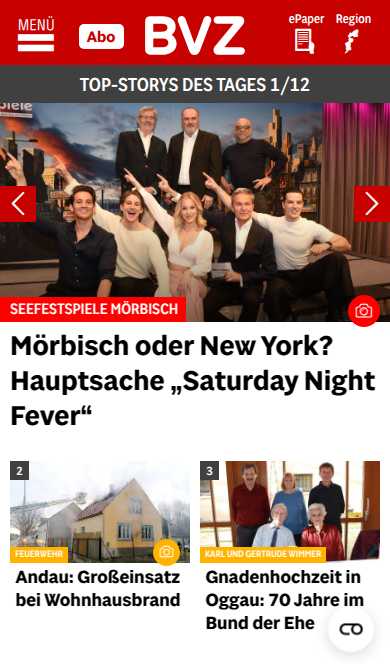 MENÜ
Abo
BVZ
ePaper
Region
TOP-STORYS DES TAGES 1/12
SEEFESTSPIELE MÖRBISCH
Mörbisch oder New York?
Hauptsache „Saturday Night
Fever“
2
FEUERWEHR
Andau: Großeinsatz
bei Wohnhausbrand
3
KARL UND GERTRUDE WIMMER
Gnadenhochzeit in
Oggau: 70 Jahre im
Bund der Ehe